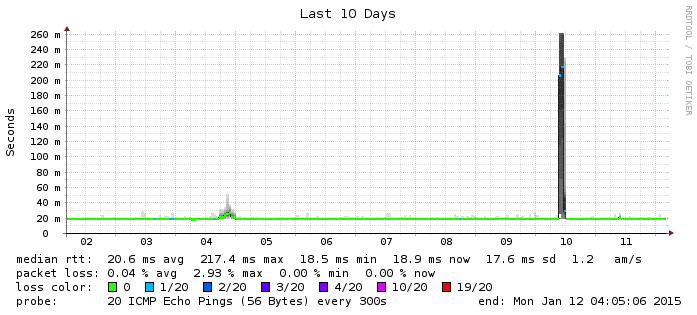 Last 10 Days
RRDTOOL / TOBI OETIKER
Seconds
260 m
240 m
220 m
200 m
180 m
160 m
140 m
120 m
100 m
80 m
60 m
40 m
20 m
0
02 03 04 05 06 07 08 09 10 11
median rtt: 20.6 ms avg 217.4 ms max 18.5 ms min 18.9 ms now 17.6 ms sd 1.2 am/s
packet loss: 0.04 % avg 2.93 % max 0.00 % min 0.00 % now
loss color: 0 1/20 2/20 3/20 4/20 10/20 19/20
probe: 20 ICMP Echo Pings (56 Bytes) every 300s end: Mon Jan 12 04:05:06 2015